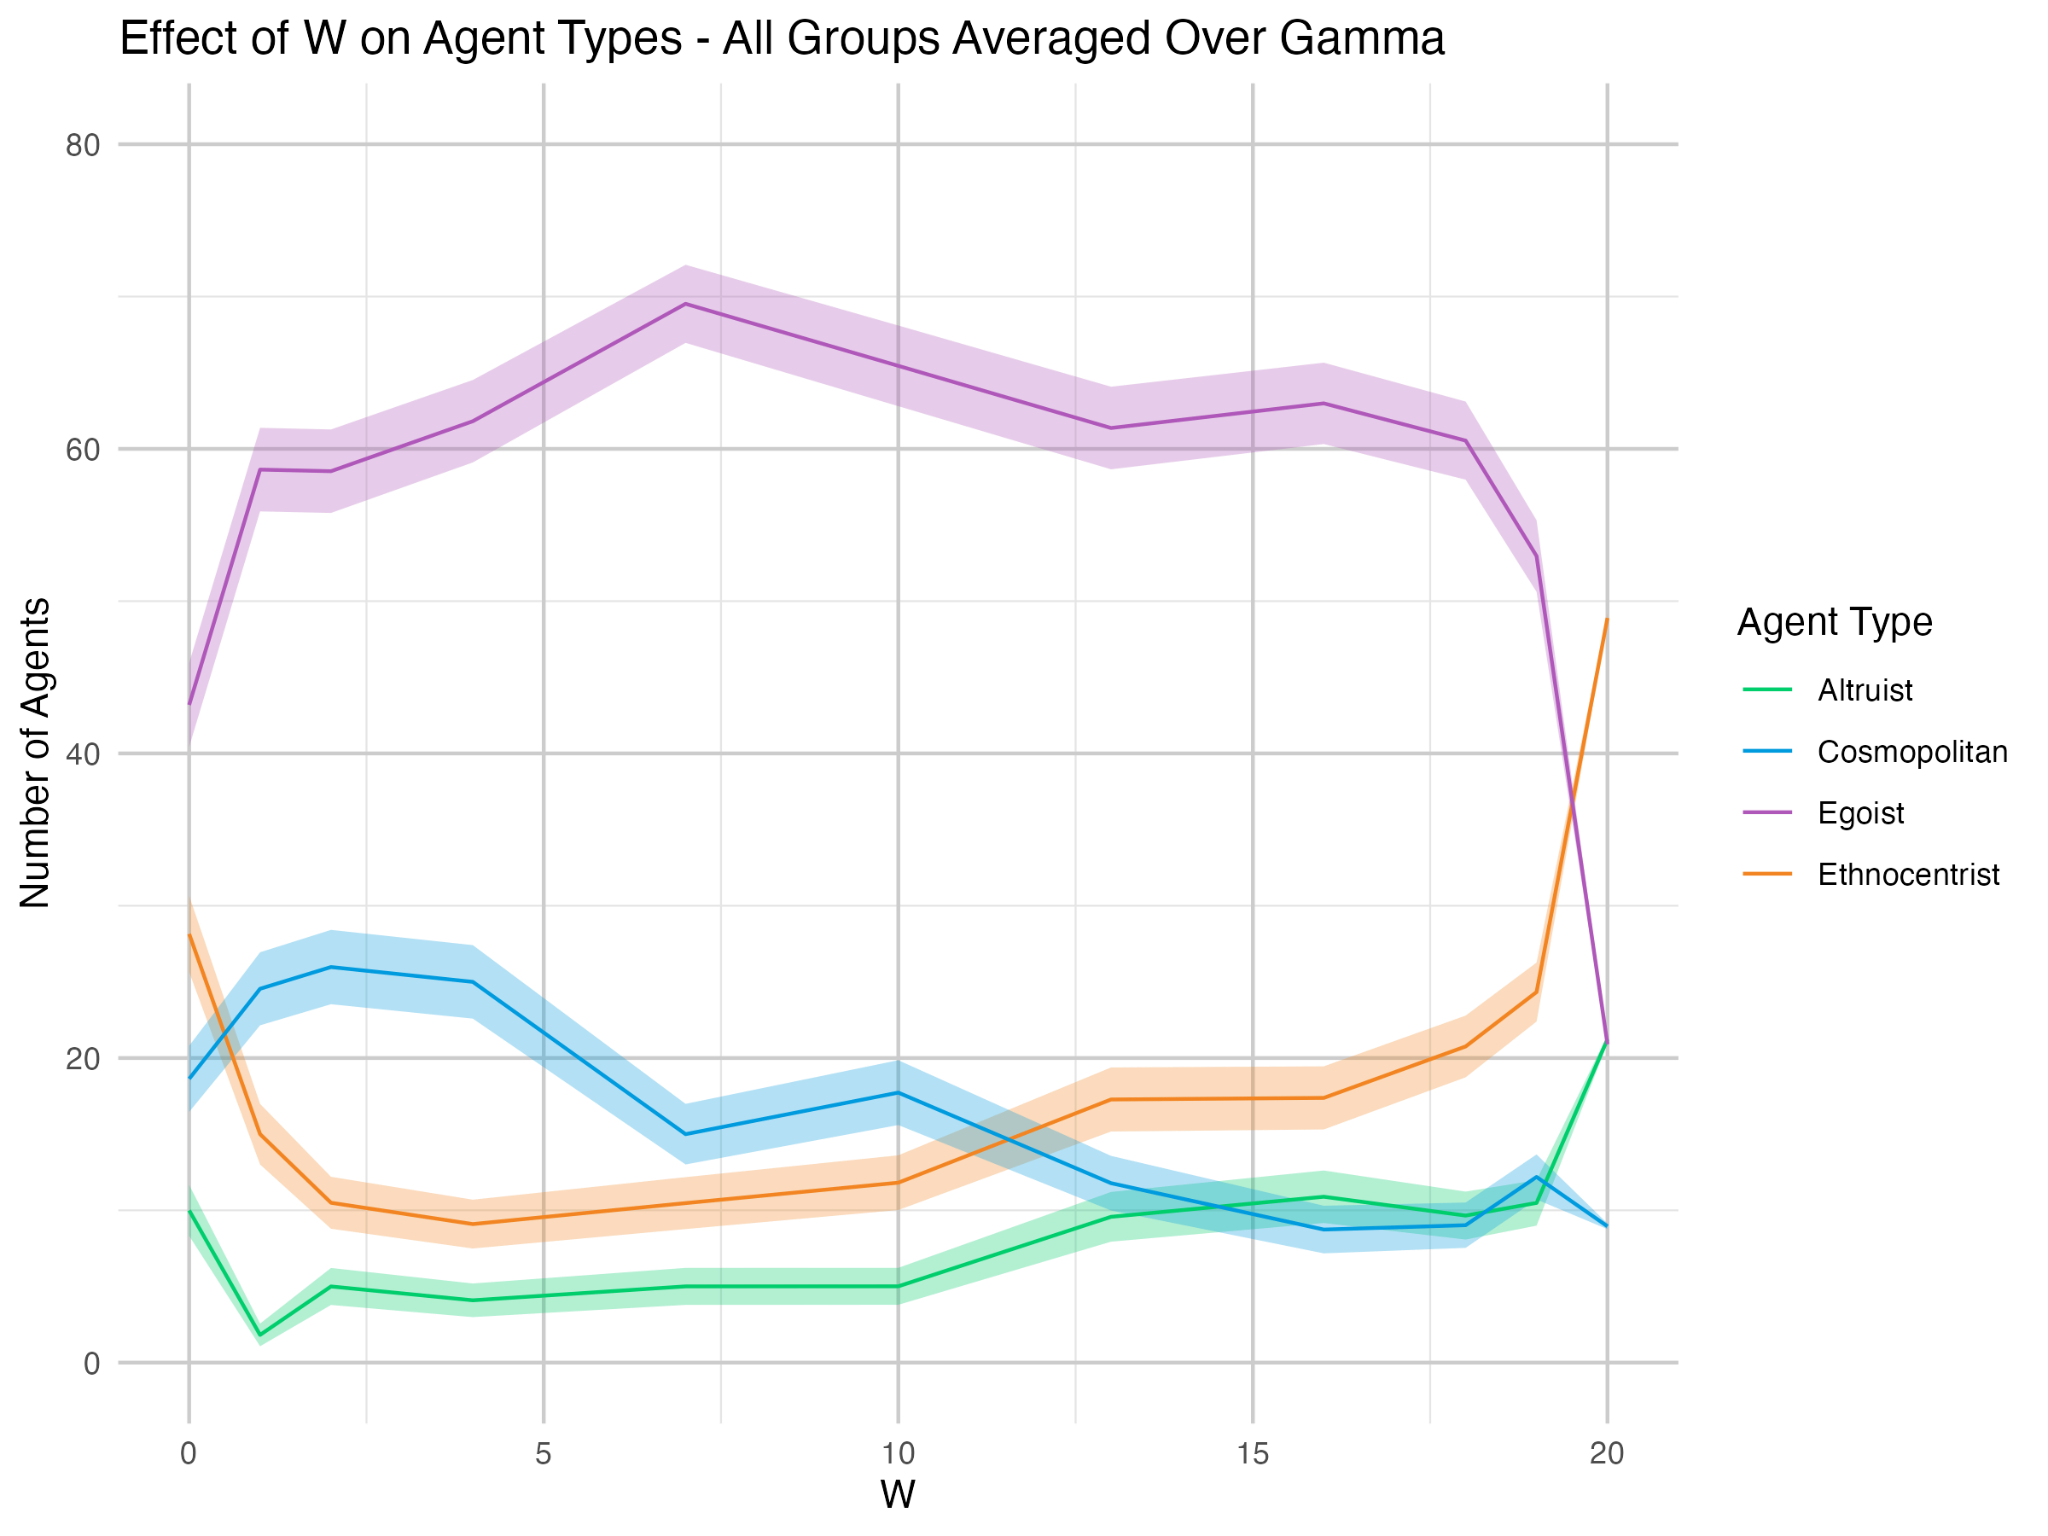 Effect of W on Agent Types - All Groups Averaged Over Gamma
Number of Agents
80
60
40
20
0
0 5 10 15 20
W
Agent Type
Altruist
Cosmopolitan
Egoist
Ethnocentrist